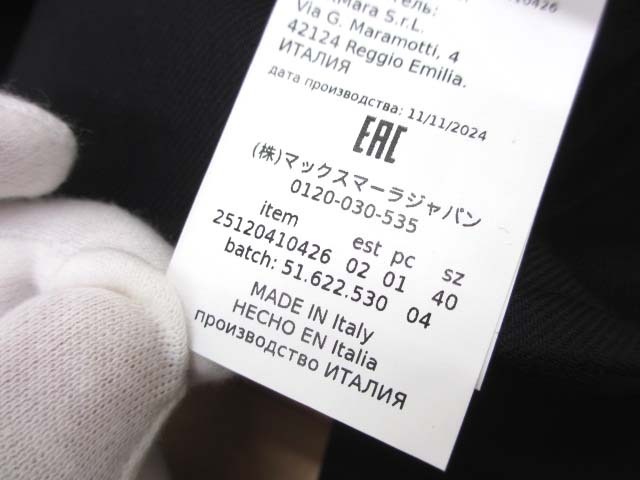 10426
Mara S.r.L.
Via G. Maramotti, 4
42124 Reggio Emilia.
ИТАЛИЯ
дата производства: 11/11/2024
EAC
(株)マックスマーラジャパン
0120-030-535
item est pc sz
25120410426 02 01 40
batch: 51.622.530 04
MADE IN Italy
HECHO EN Italia
производство ИТАЛИЯ